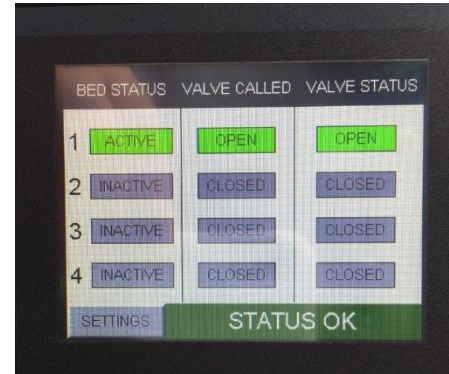 BED STATUS VALVE CALLED VALVE STATUS
1 ACTIVE OPEN OPEN
2 INACTIVE CLOSED CLOSED
3 INACTIVE CLOSED CLOSED
4 INACTIVE CLOSED CLOSED
SETTINGS STATUS OK